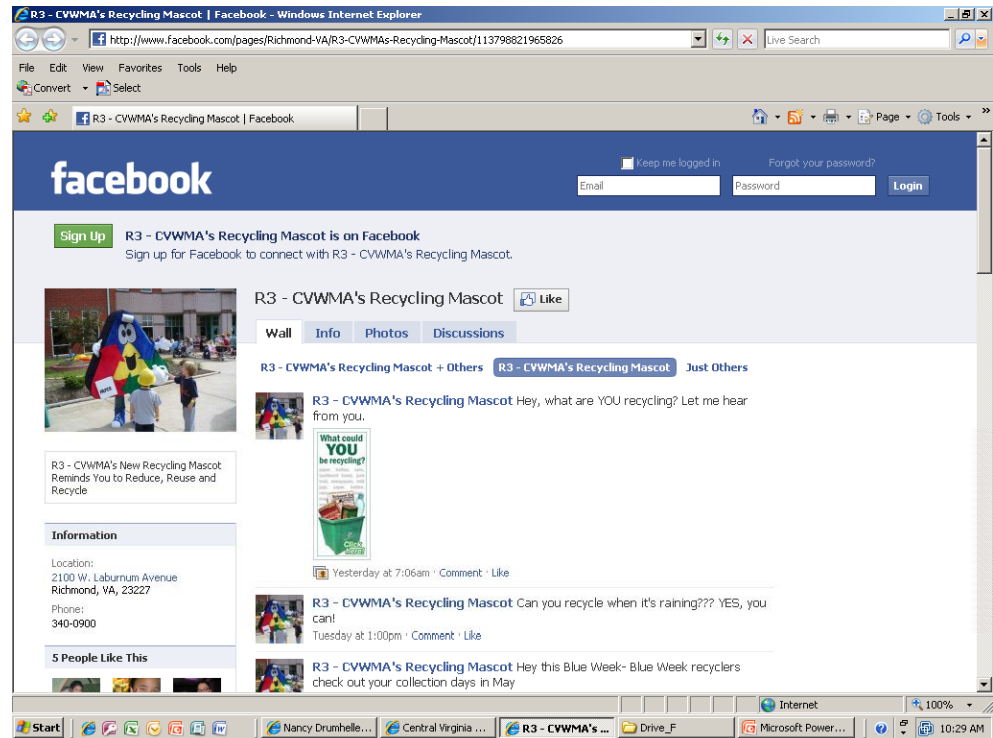 R3 - CVWMA's Recycling Mascot | Facebook - Windows Internet Explorer
http://www.facebook.com/pages/Richmond-VA/R3-CVWMAs-Recycling-Mascot/113798821965826
Live Search
File Edit View Favorites Tools Help
Convert Select
R3 - CVWMA's Recycling Mascot | Facebook
Page Tools »
facebook
Keep me logged in Forgot your password?
Email Password Login
Sign Up
R3 - CVWMA's Recycling Mascot is on Facebook
Sign up for Facebook to connect with R3 - CVWMA's Recycling Mascot.
R3 - CVWMA's Recycling Mascot Like
Wall Info Photos Discussions
R3 - CVWMA's Recycling Mascot + Others R3 - CVWMA's Recycling Mascot Just Others
PAPER
R3 - CVWMA's New Recycling Mascot
Reminds You to Reduce, Reuse and
Recycle
Information
Location:
2100 W. Laburnum Avenue
Richmond, VA, 23227
Phone:
340-0900
5 People Like This
R3 - CVWMA's Recycling Mascot Hey, what are YOU recycling? Let me hear
from you.
What could
YOU
be recycling?
Click
Here!
Yesterday at 7:06am · Comment · Like
R3 - CVWMA's Recycling Mascot Can you recycle when it's raining??? YES, you
can!
Tuesday at 1:00pm · Comment · Like
R3 - CVWMA's Recycling Mascot Hey this Blue Week- Blue Week recyclers
check out your collection days in May
Internet 100%
Start Nancy Drumhelle... Central Virginia ... R3 - CVWMA's ... Drive_F Microsoft Power... 10:29 AM